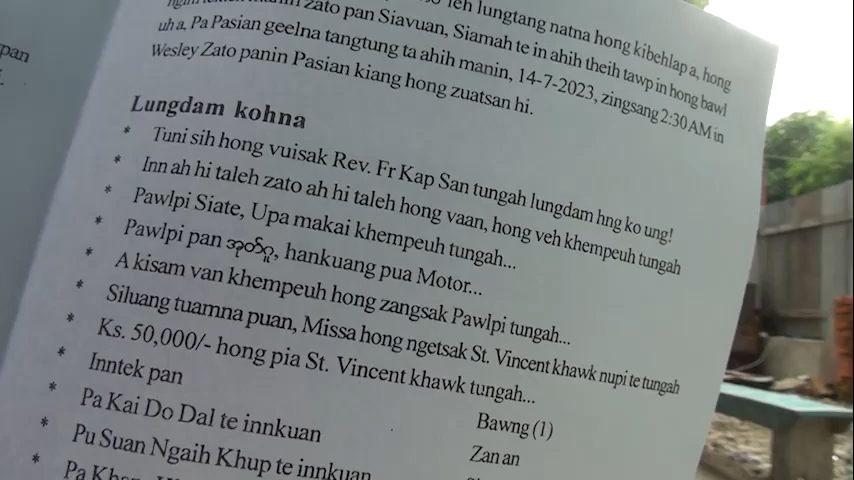 leh lungtang natna hong kibehlap a, hong
zato pan Siavuan, Siamah te in ahih theih tawp in hong bawl
uh a, Pa Pasian geelna tangtung ta ahih manin, 14-7-2023, zingsang 2:30 AM in
Wesley Zato panin Pasian kiang hong zuatsan hi.
Lungdam kohna
* Tuni sih hong vuisak Rev. Fr Kap San tungah lungdam hng ko ung!
* Inn ah hi taleh zato ah hi taleh hong vaan, hong veh khempeuh tungah
* Pawlpi Siate, Upa makai khempeuh tungah...
* Pawlpi pan အုတ်ဂူ, hankuang pua Motor...
* A kisam van khempeuh hong zangsak Pawlpi tungah...
* Siluang tuamna puan, Missa hong ngetsak St. Vincent khawk nupi te tungah
* Ks. 50,000/- hong pia St. Vincent khawk tungah...
* Inntek pan
* Pa Kai Do Dal te innkuan Bawng (1)
* Pu Suan Ngaih Khup te innkuan Zan an
* Pa
pan